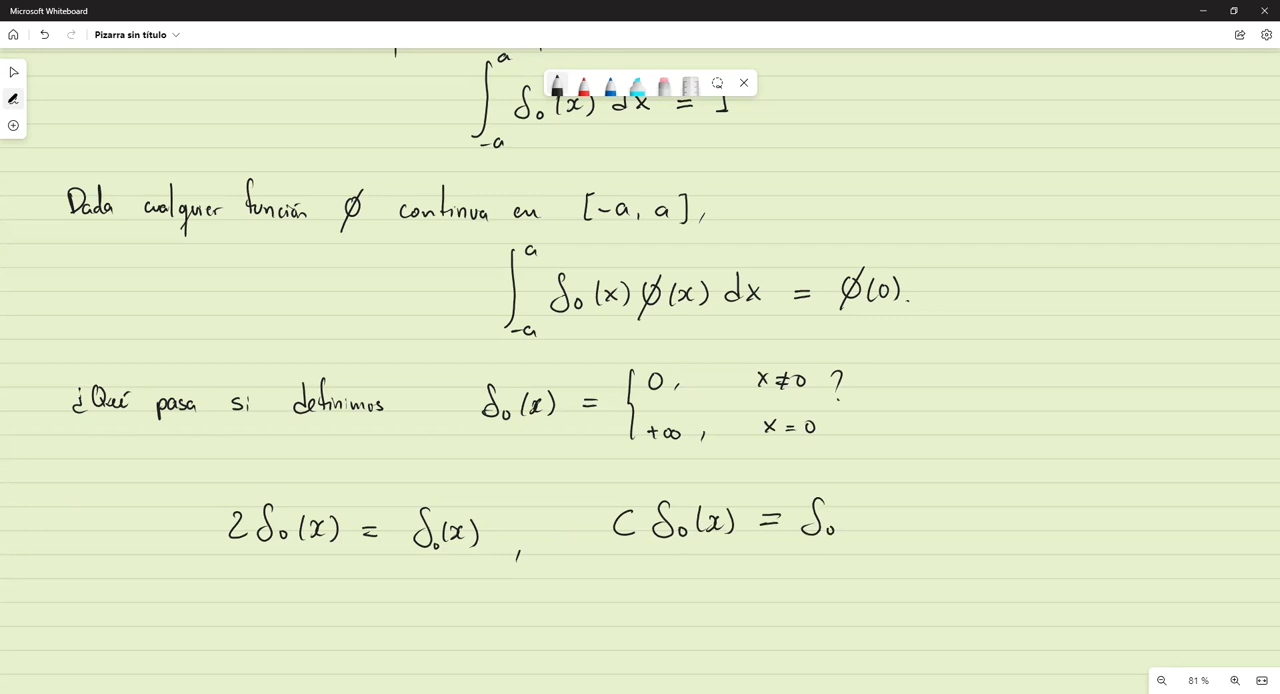 Microsoft Whiteboard
Pizarra sin título
∫_{-a}^{a} δ₀(x) dx = 1
Dada cualquier función ϕ continua en [-a, a],
∫_{-a}^{a} δ₀(x) ϕ(x) dx = ϕ(0).
¿Qué pasa si definimos δ₀(x) = { 0, x ≠ 0 ?
+∞, x = 0
2δ₀(x) = δ₀(x), C δ₀(x) = δ₀
81 %